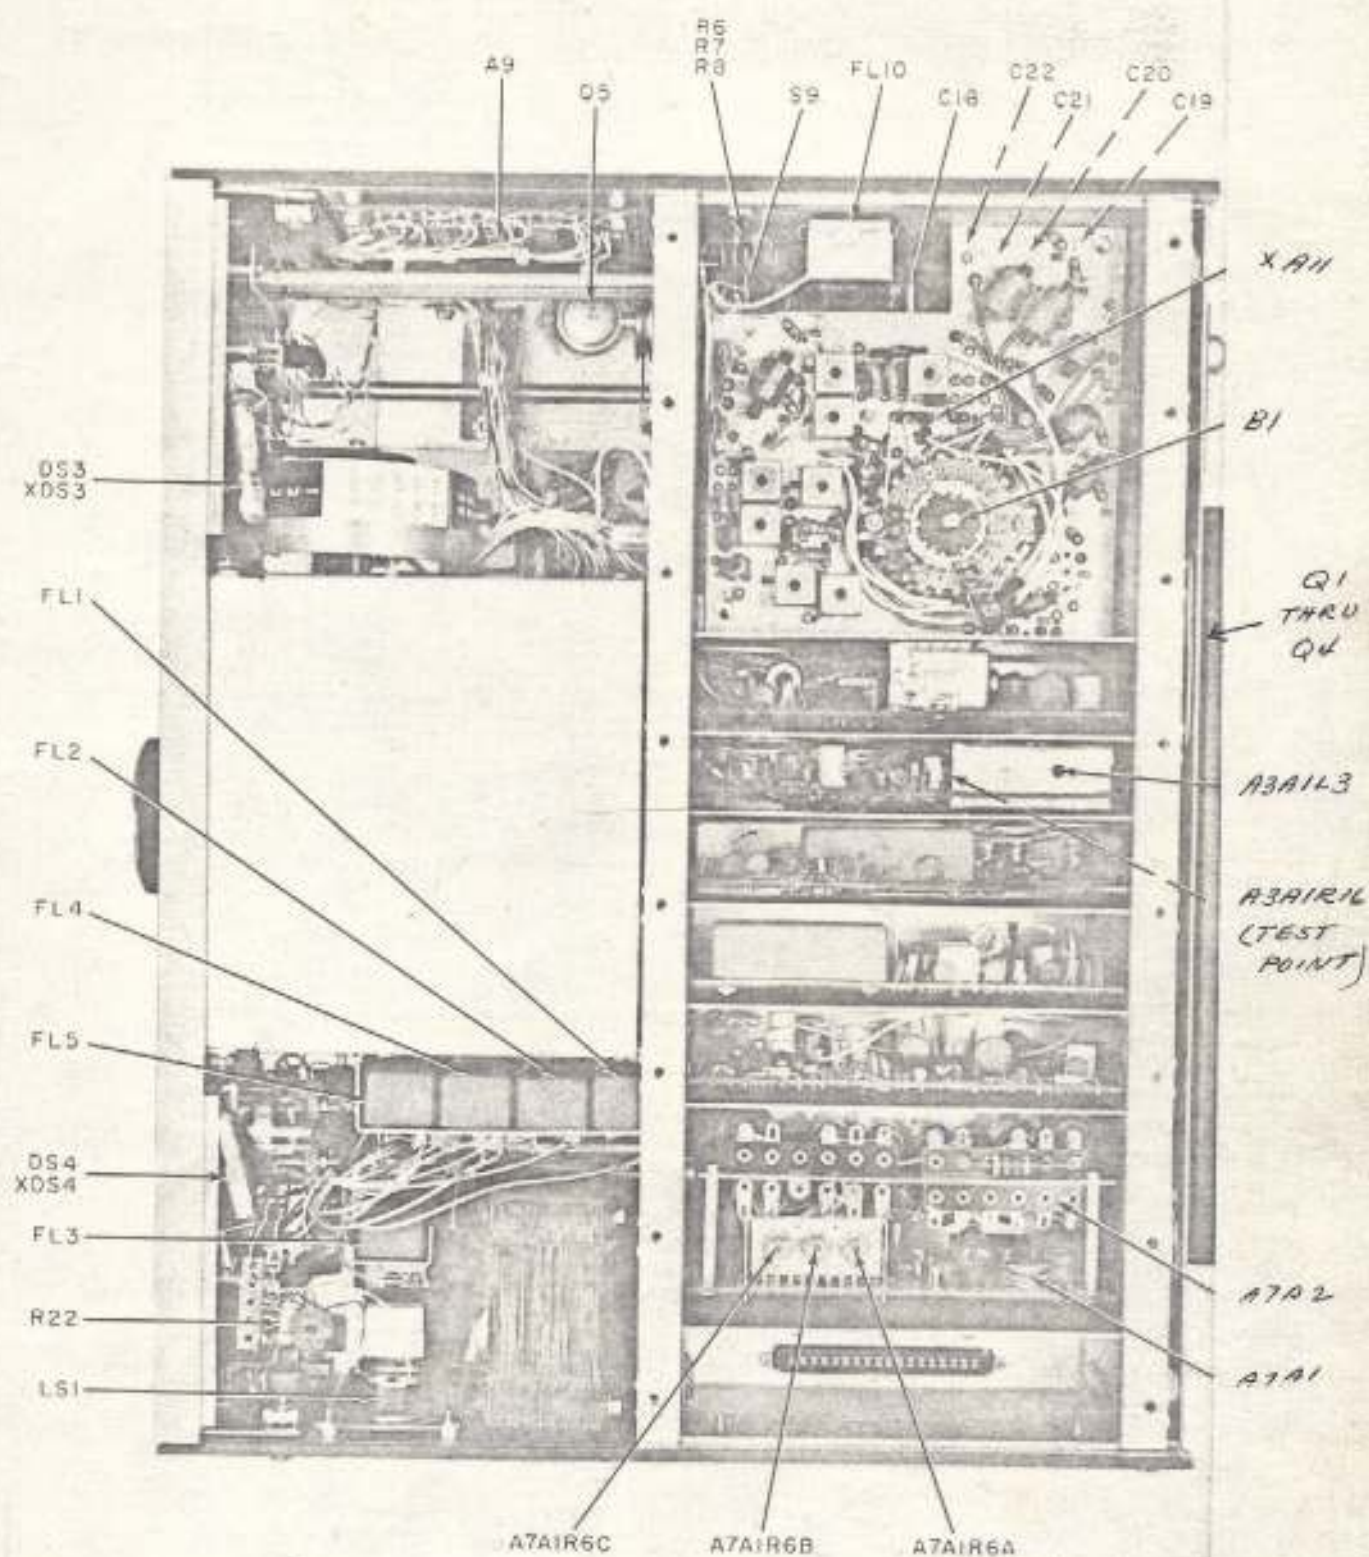 R6
R7
R8
A9
Q5
S9
FL10
C18
C22
C21
C20
C19
XA11
B1
DS3
XDS3
FL1
Q1
THRU
Q4
FL2
A3A1L3
FL4
A3A1R16
(TEST
POINT)
FL5
DS4
XDS4
FL3
R22
LS1
A7A2
A7A1
A7A1R6C
A7A1R6B
A7A1R6A